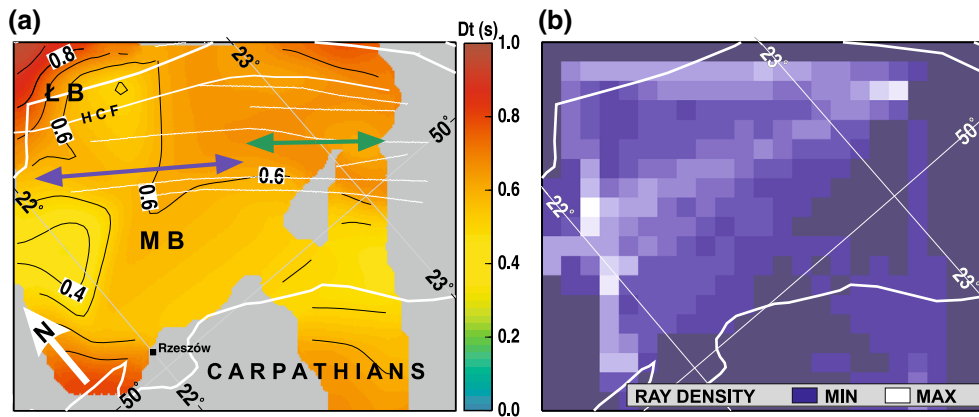 (a)
Dt (s)
(b)
0.8
ŁB
HCF
0.6
0.6
0.6
MB
0.4
22°
23°
50°
23°
N
Rzeszów
CARPATHIANS
50°
22°
1.0
0.8
0.6
0.4
0.2
0.0
23°
50°
22°
23°
RAY DENSITY MIN MAX
50°
22°